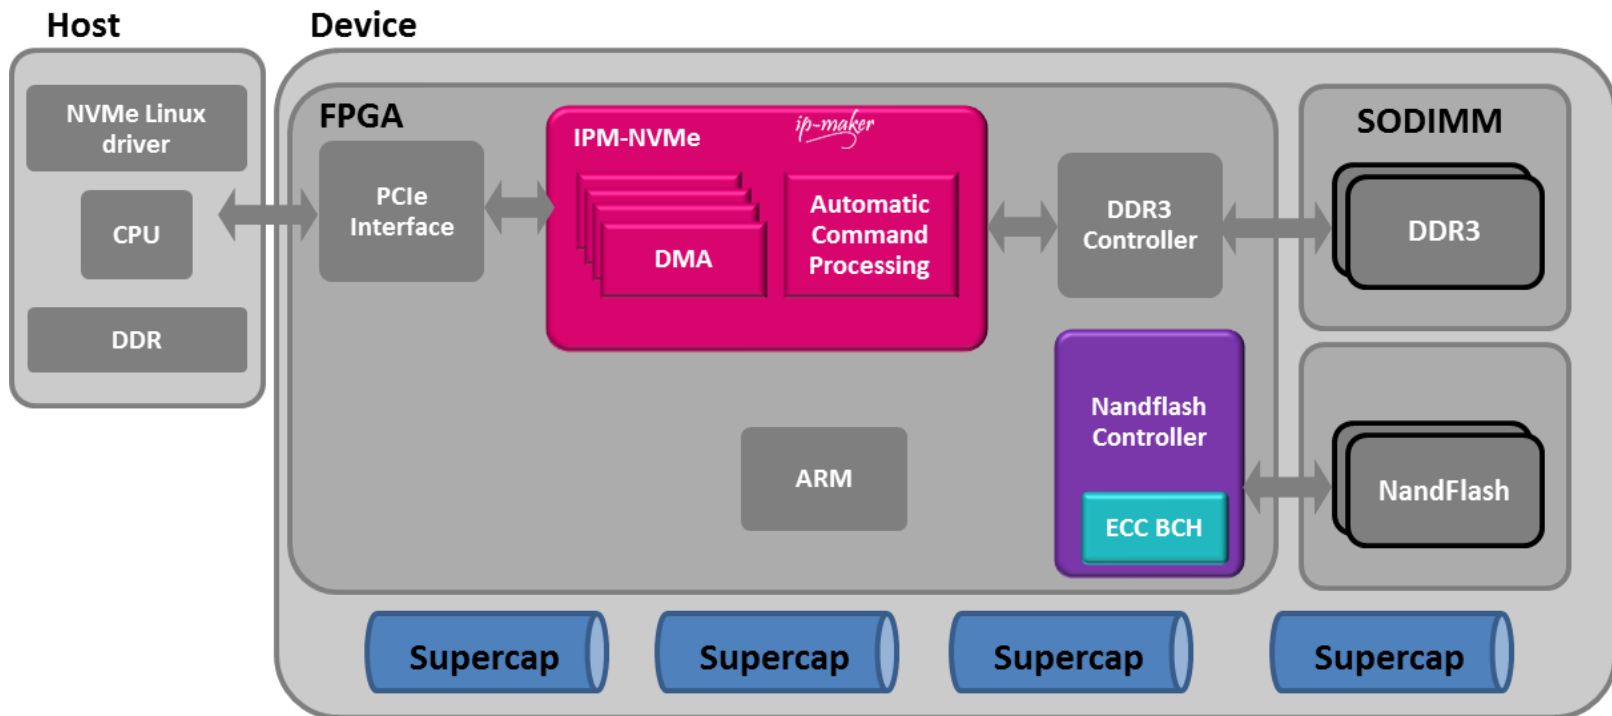 Host
Device
NVMe Linux
driver
CPU
DDR
FPGA
PCIe
Interface
IPM-NVMe
ip-maker
DMA
Automatic
Command
Processing
DDR3
Controller
SODIMM
DDR3
Nandflash
Controller
ECC BCH
ARM
NandFlash
Supercap
Supercap
Supercap
Supercap